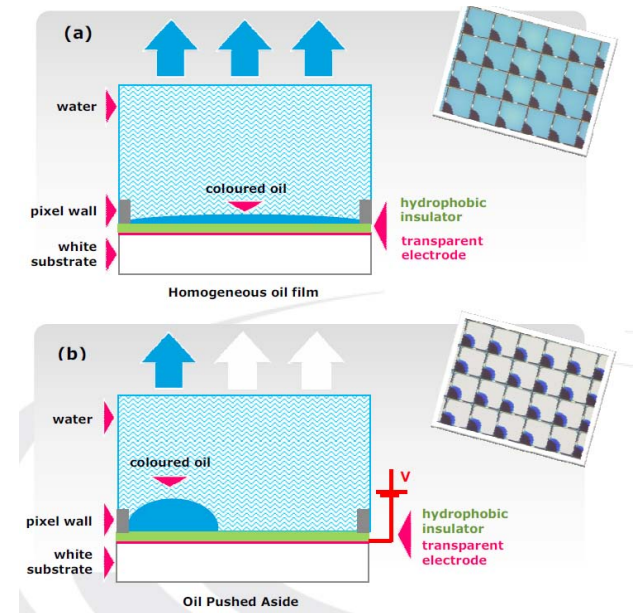 (a)
water
coloured oil
pixel wall
hydrophobic
insulator
white
substrate
transparent
electrode
Homogeneous oil film
(b)
water
coloured oil
V
pixel wall
hydrophobic
insulator
white
substrate
transparent
electrode
Oil Pushed Aside